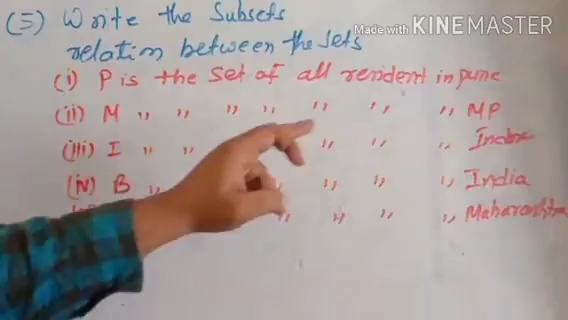 Made with KINEMASTER
(三) Write the Subsets
relation between the sets
(i) P is the set of all resident in pune
(ii) M ,, ,, ,, ,, ,, ,, ,, MP
(iii) I ,, ,, ,, ,, ,, Indore
(iv) B ,, ,, ,, ,, ,, India
,, ,, ,, ,, Maharashtra